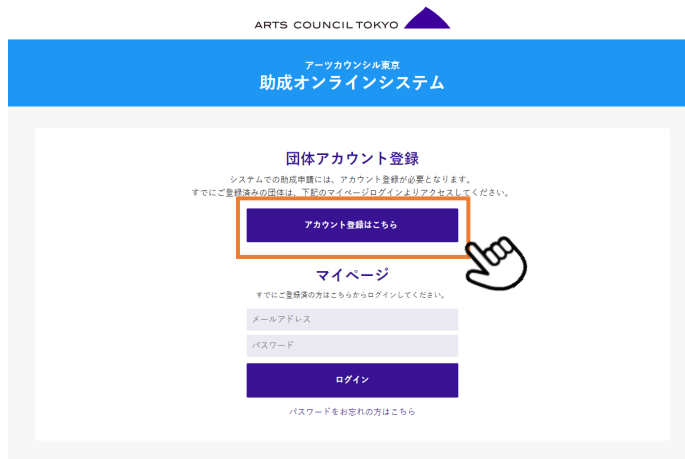 ARTS COUNCIL TOKYO
アーツカウンシル東京
助成オンラインシステム
団体アカウント登録
システムでの助成申請には、アカウント登録が必要となります。
すでにご登録済みの団体は、下記のマイページログインよりアクセスしてください。
アカウント登録はこちら
マイページ
すでにご登録済の方はこちらからログインしてください。
メールアドレス
パスワード
ログイン
パスワードをお忘れの方はこちら